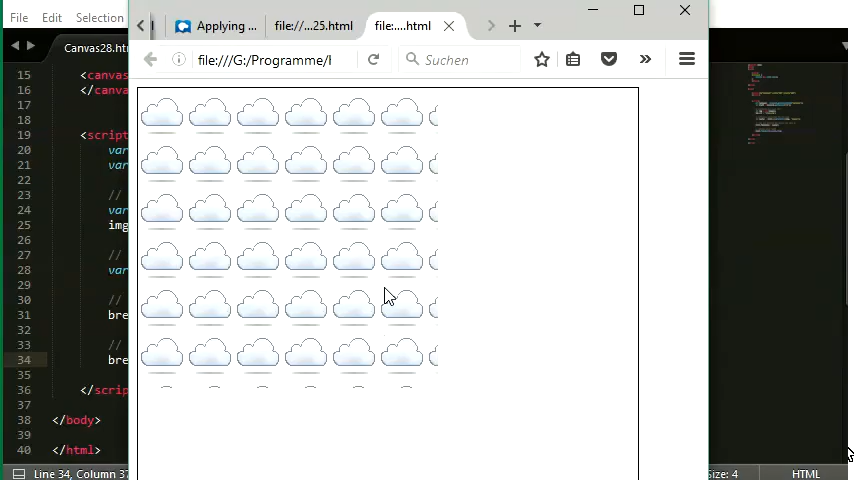 File Edit Selection
Applying ...
file://...25.html
file:....html
Canvas28.htm
file:///G:/Programme/
Suchen
15 <canvas
16 </canva
17
18
19 <script
20 var
21 var
22
23 //
24 var
25 img
26
27 //
28 var
29
30 //
31 bre
32
33 //
34 bre
35
36 </scrip
37
38 </body>
39
40 </html>
Line 34, Column 37
Size: 4
HTML